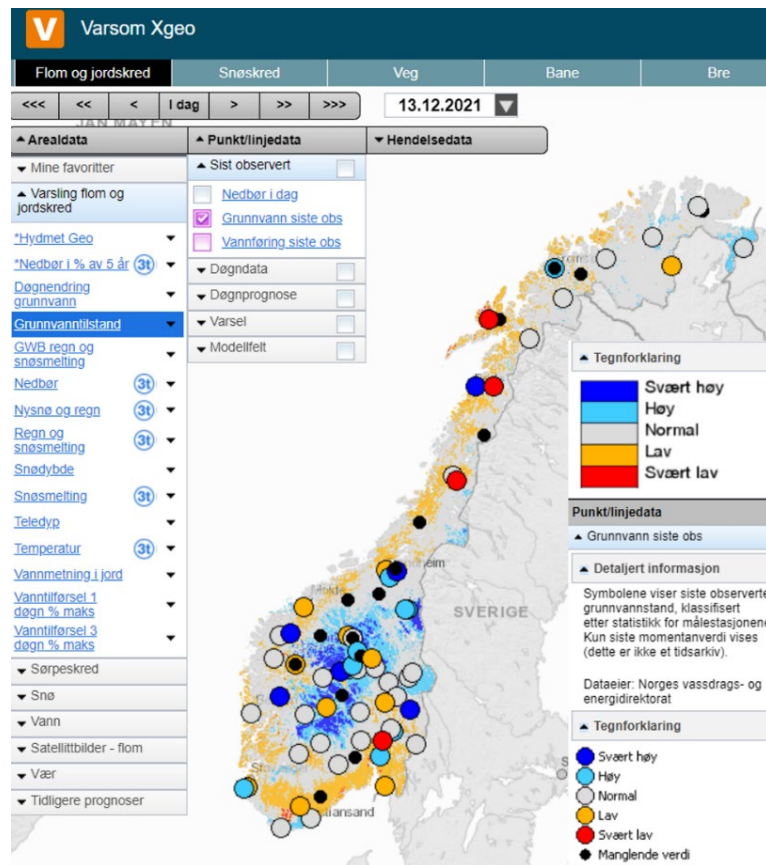 Varsom Xgeo
Flom og jordskred
Snøskred
Veg
Bane
Bre
<<<
<<
<
I dag
>
>>
>>>
13.12.2021
JAN MAYEN
Arealdata
Mine favoritter
Varsling flom og
jordskred
*Hydmet Geo
*Nedbør i % av 5 år 3t
Døgnendring
grunnvann
Grunnvanntilstand
GWB regn og
snøsmelting
Nedbør 3t
Nysnø og regn 3t
Regn og
snøsmelting 3t
Snødybde
Snøsmelting 3t
Teledyp
Temperatur 3t
Vannmetning i jord
Vanntilførsel 1
døgn % maks
Vanntilførsel 3
døgn % maks
Sørpeskred
Snø
Vann
Satellittbilder - flom
Vær
Tidligere prognoser
Punkt/linjedata
Sist observert
Nedbør i dag
Grunnvann siste obs
Vannføring siste obs
Døgndata
Døgnprognose
Varsel
Modellfelt
Hendelsedata
SVERIGE
Tegnforklaring
Svært høy
Høy
Normal
Lav
Svært lav
Punkt/linjedata
Grunnvann siste obs
Detaljert informasjon
Symbolene viser siste observerte
grunnvannstand, klassifisert
etter statistikk for målestasjonene
Kun siste momentanverdi vises
(dette er ikke et tidsarkiv).
Dataeier: Norges vassdrags- og
energidirektorat
Tegnforklaring
Svært høy
Høy
Normal
Lav
Svært lav
Manglende verdi